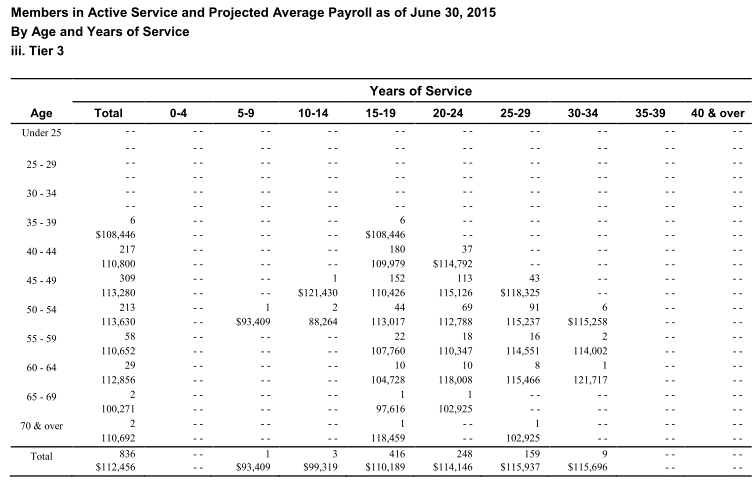 Members in Active Service and Projected Average Payroll as of June 30, 2015
By Age and Years of Service
iii. Tier 3
Years of Service
Age Total 0-4 5-9 10-14 15-19 20-24 25-29 30-34 35-39 40 & over
Under 25 - - - - - - - - - - - - - - - - - - - -
- - - - - - - - - - - - - - - - - - - -
25 - 29 - - - - - - - - - - - - - - - - - - - -
- - - - - - - - - - - - - - - - - - - -
30 - 34 - - - - - - - - - - - - - - - - - - - -
- - - - - - - - - - - - - - - - - - - -
35 - 39 6 - - - - - - 6 - - - - - - - - - -
$108,446 - - - - - - $108,446 - - - - - - - - - -
40 - 44 217 - - - - - - 180 37 - - - - - - - -
110,800 - - - - - - 109,979 $114,792 - - - - - - - -
45 - 49 309 - - - - 1 152 113 43 - - - - - -
113,280 - - - - $121,430 110,426 115,126 $118,325 - - - - - -
50 - 54 213 - - 1 2 44 69 91 6 - - - -
113,630 - - $93,409 88,264 113,017 112,788 115,237 $115,258 - - - -
55 - 59 58 - - - - - - 22 18 16 2 - - - -
110,652 - - - - - - 107,760 110,347 114,551 114,002 - - - -
60 - 64 29 - - - - - - 10 10 8 1 - - - -
112,856 - - - - - - 104,728 118,008 115,466 121,717 - - - -
65 - 69 2 - - - - - - 1 1 - - - - - - - -
100,271 - - - - - - 97,616 102,925 - - - - - - - -
70 & over 2 - - - - - - 1 - - 1 - - - - - -
110,692 - - - - - - 118,459 - - 102,925 - - - - - -
Total 836 - - 1 3 416 248 159 9 - - - -
$112,456 - - $93,409 $99,319 $110,189 $114,146 $115,937 $115,696 - - - -